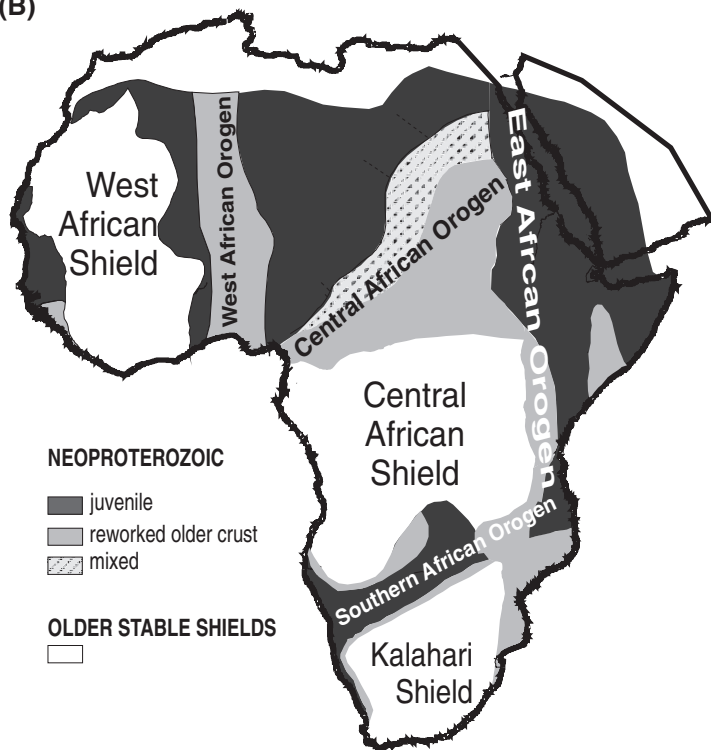 (B)
West
African
Shield
West African Orogen
Central African Orogen
East Afrcan Orogen
Central
African
Shield
NEOPROTEROZOIC
juvenile
reworked older crust
mixed
Southern African Orogen
OLDER STABLE SHIELDS
Kalahari
Shield